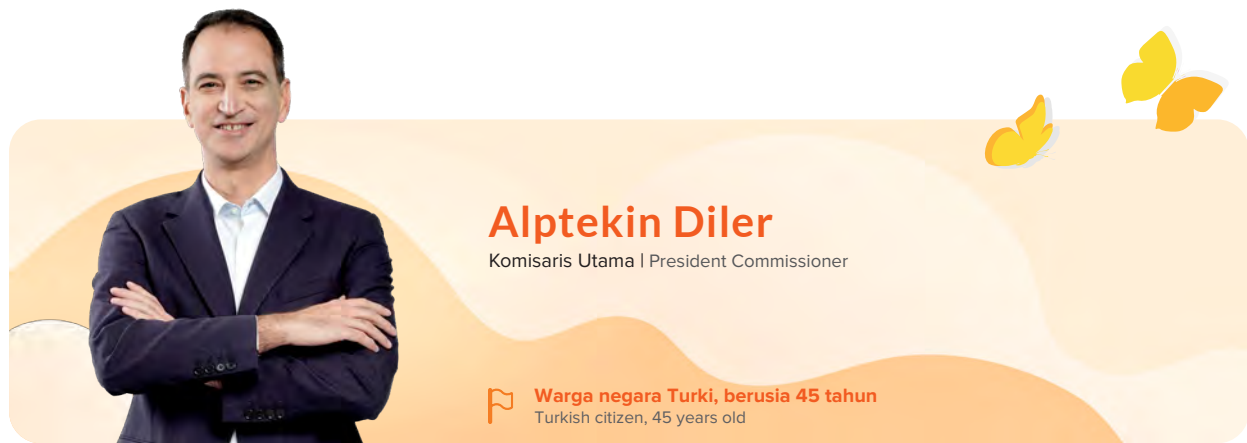 Alptekin Diler
Komisaris Utama | President Commissioner
Warga negara Turki, berusia 45 tahun
Turkish citizen, 45 years old